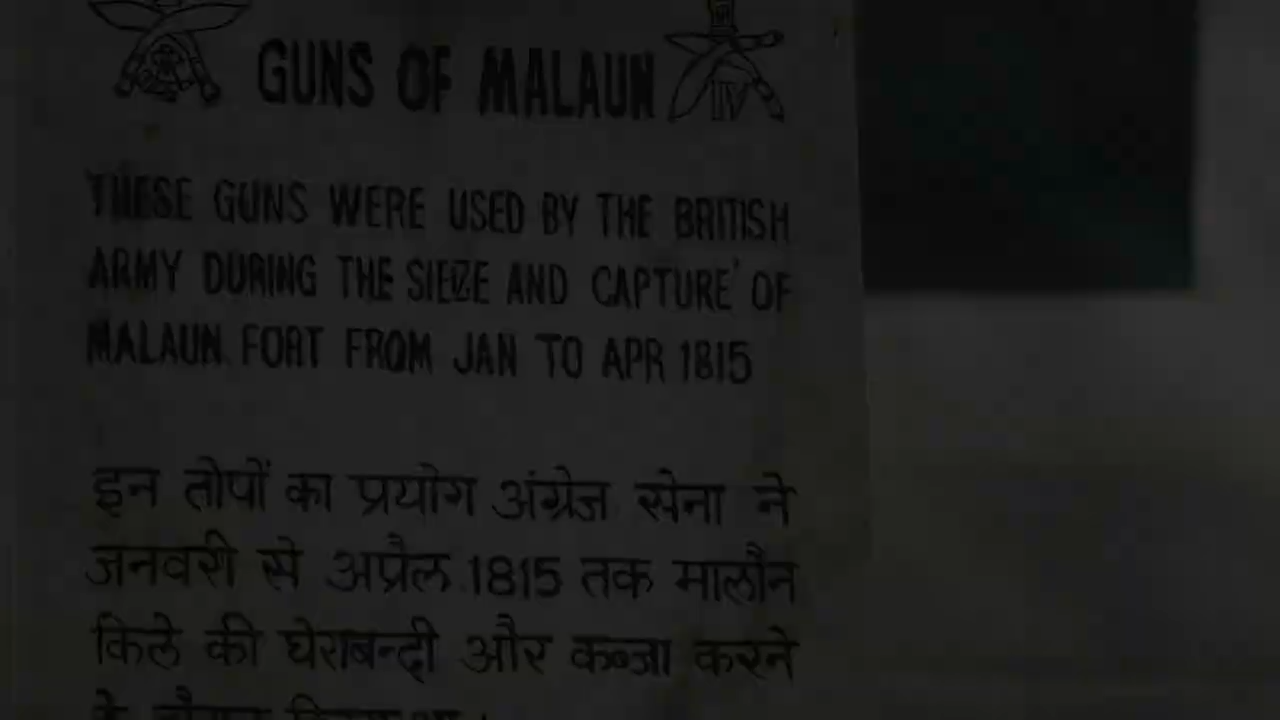 GUNS OF MALAUN
IV
THESE GUNS WERE USED BY THE BRITISH
ARMY DURING THE SIEZE AND CAPTURE OF
MALAUN FORT FROM JAN TO APR 1815
इन तोपों का प्रयोग अंग्रेज सेना ने
जनवरी से अप्रैल 1815 तक मालौन
किले की घेराबन्दी और कब्जा करने